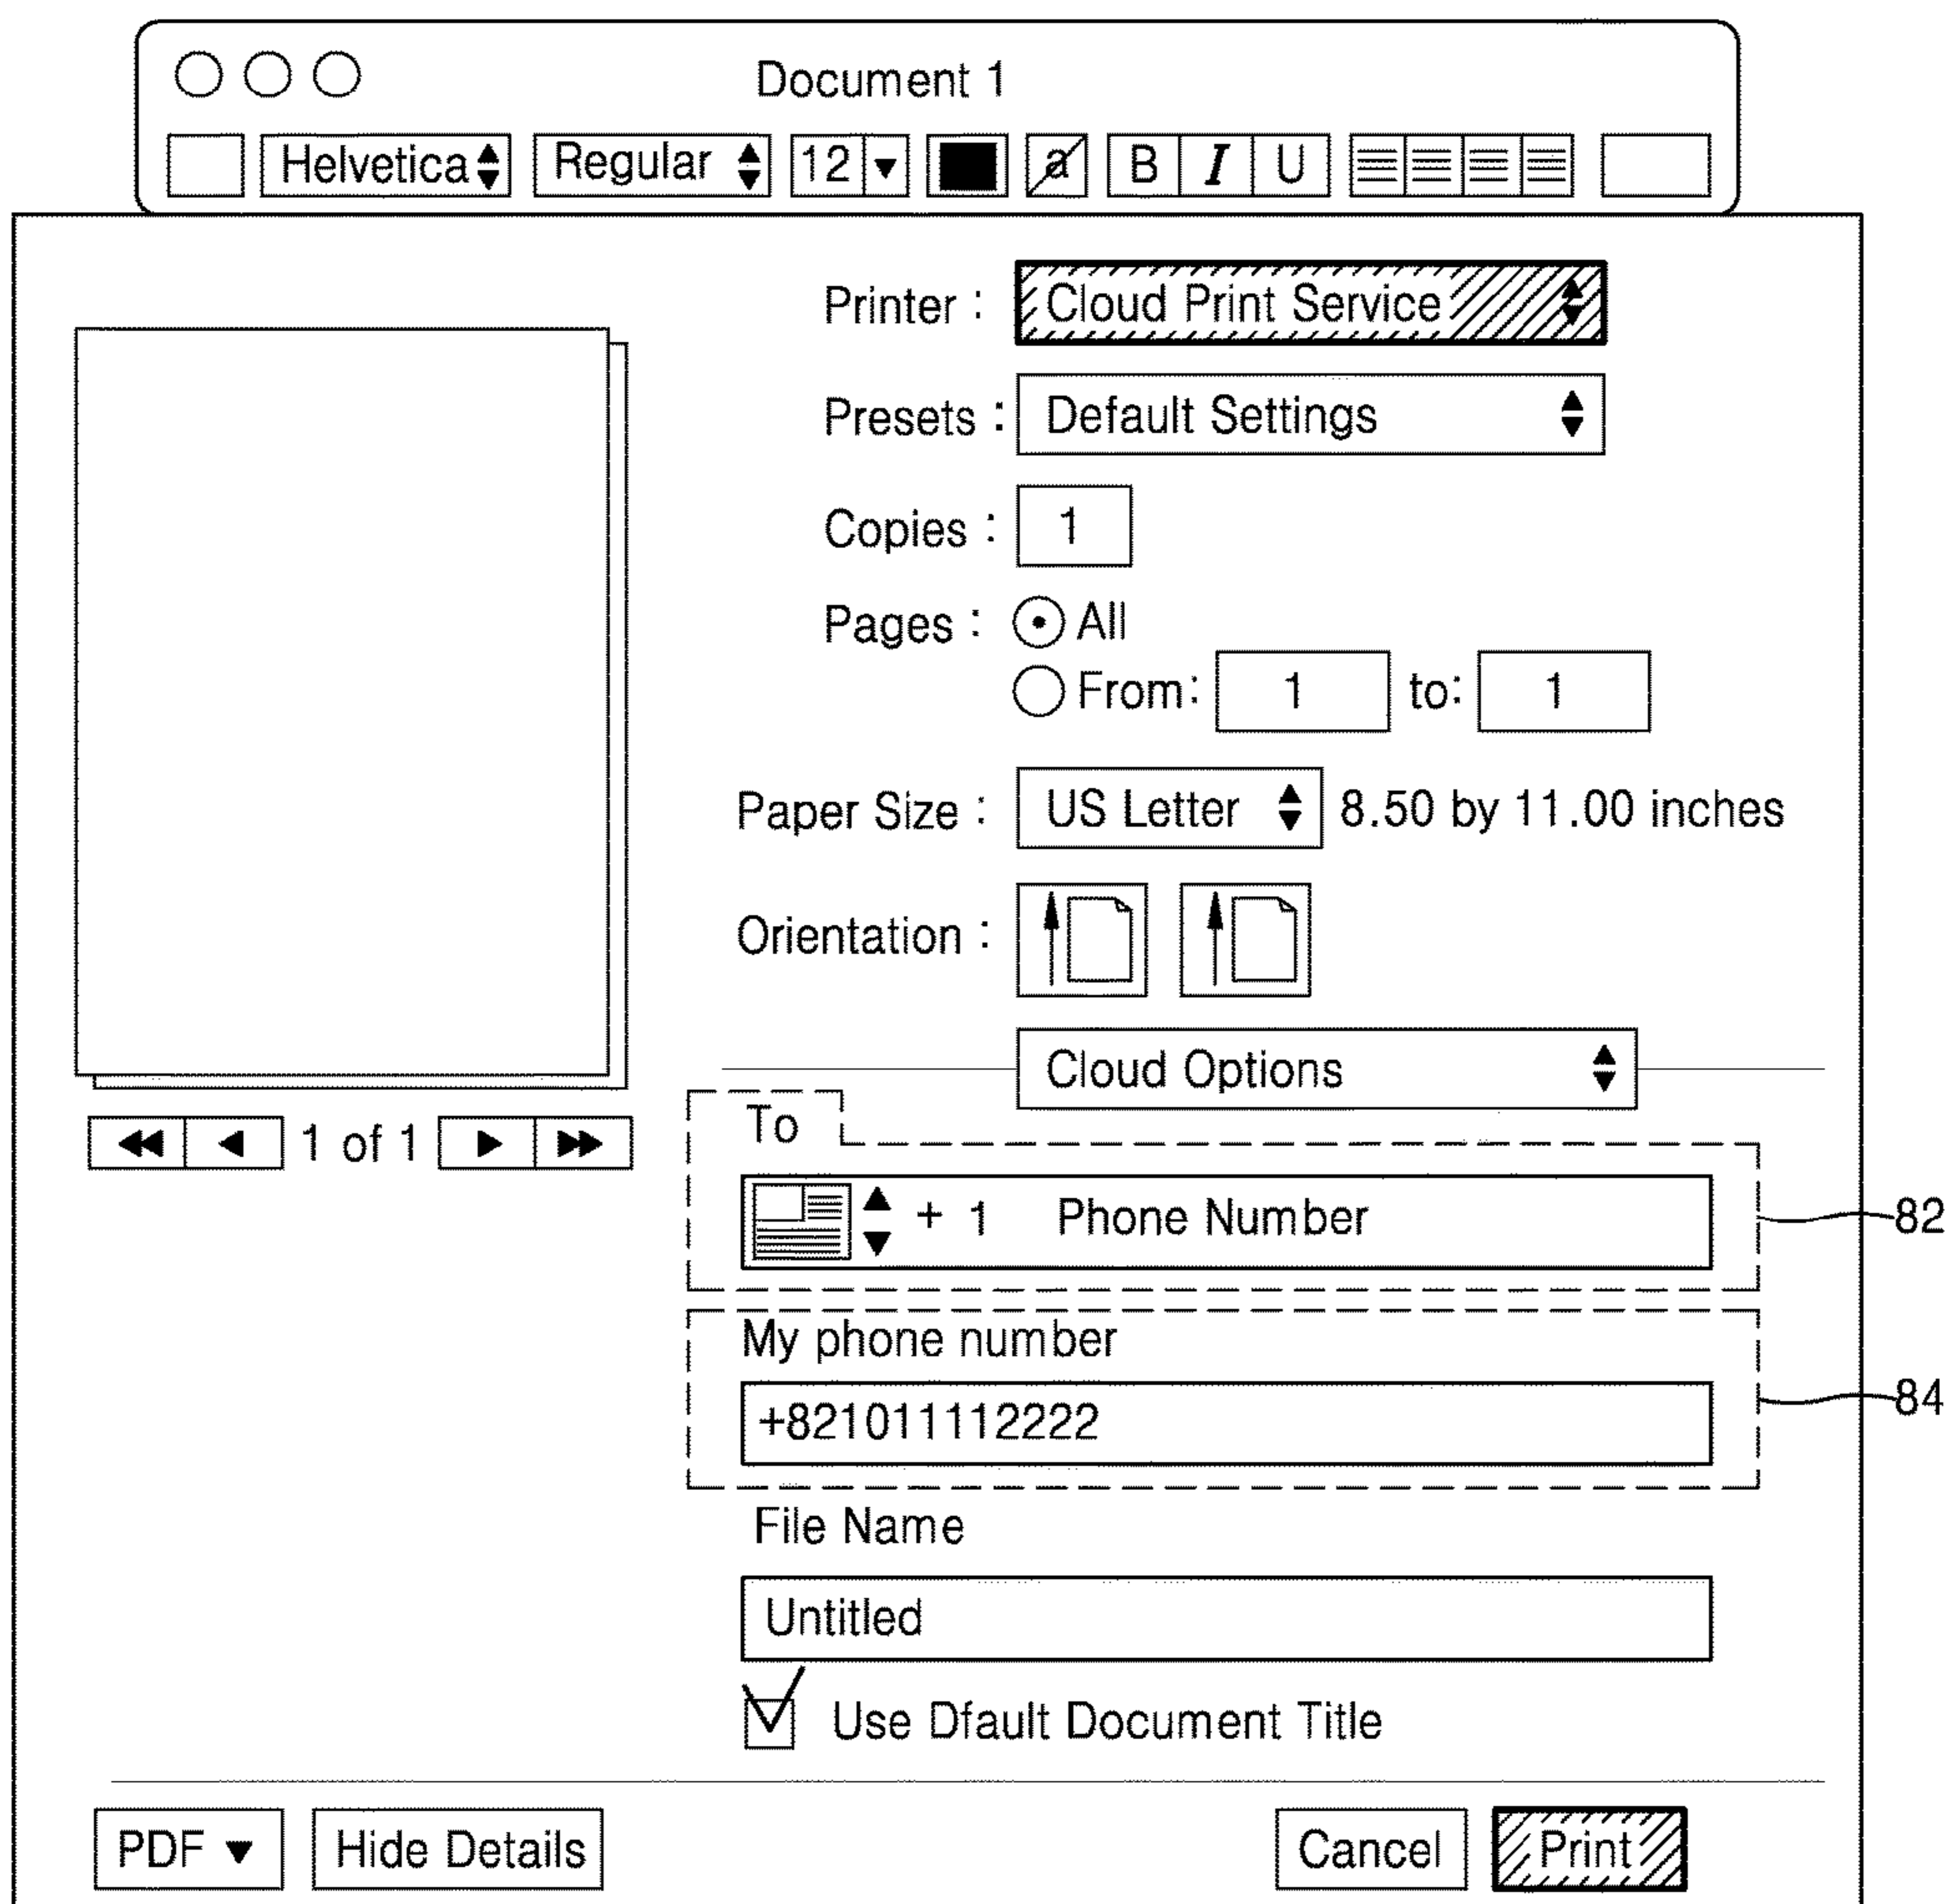 Document 1
Helvetica Regular 12 a B I U
Printer : Cloud Print Service
Presets : Default Settings
Copies : 1
Pages : All
From: 1 to: 1
Paper Size : US Letter 8.50 by 11.00 inches
Orientation :
Cloud Options
1 of 1
To
+ 1 Phone Number
82
My phone number
+821011112222
84
File Name
Untitled
Use Dfault Document Title
PDF Hide Details Cancel Print